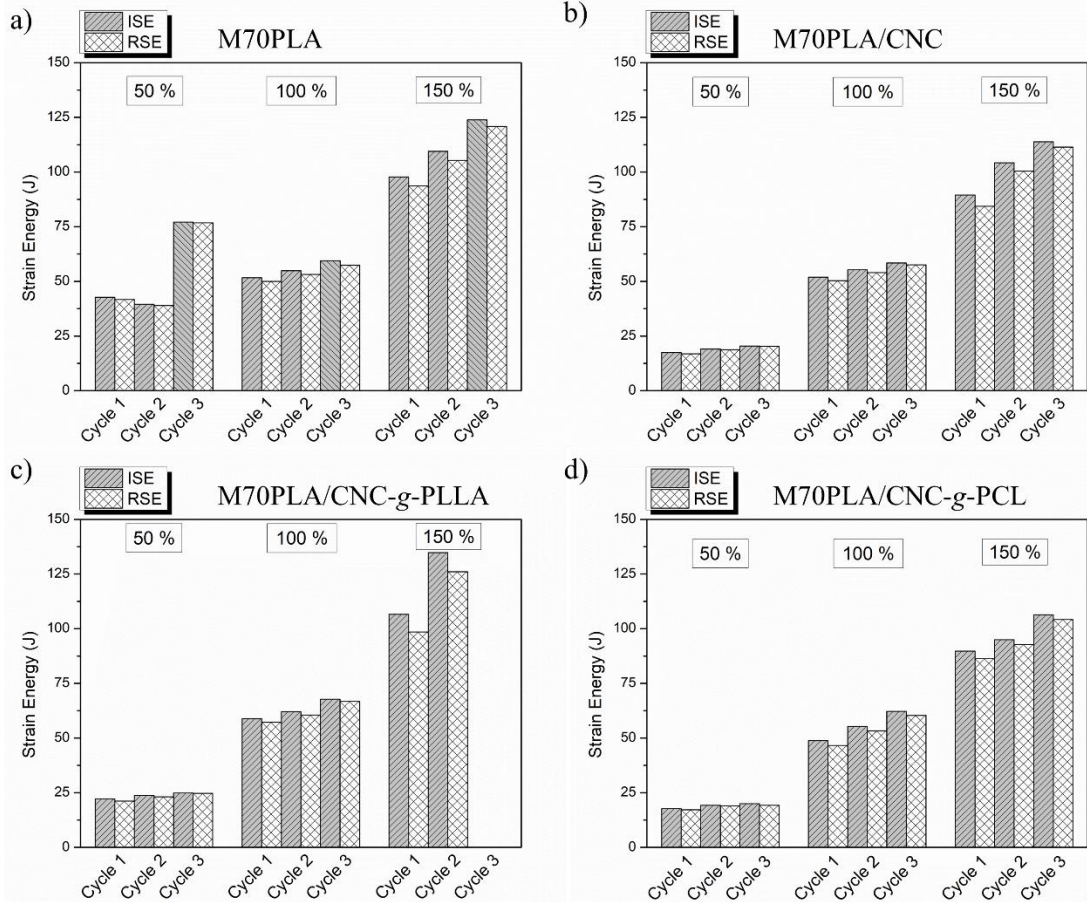 a)
ISE
RSE
M70PLA
150
125
100
75
50
25
0
Strain Energy (J)
50 %
100 %
150 %
Cycle 1
Cycle 2
Cycle 3
Cycle 1
Cycle 2
Cycle 3
Cycle 1
Cycle 2
Cycle 3
b)
ISE
RSE
M70PLA/CNC
150
125
100
75
50
25
0
Strain Energy (J)
50 %
100 %
150 %
Cycle 1
Cycle 2
Cycle 3
Cycle 1
Cycle 2
Cycle 3
Cycle 1
Cycle 2
Cycle 3
c)
ISE
RSE
M70PLA/CNC-g-PLLA
150
125
100
75
50
25
0
Strain Energy (J)
50 %
100 %
150 %
Cycle 1
Cycle 2
Cycle 3
Cycle 1
Cycle 2
Cycle 3
Cycle 1
Cycle 2
Cycle 3
d)
ISE
RSE
M70PLA/CNC-g-PCL
150
125
100
75
50
25
0
Strain Energy (J)
50 %
100 %
150 %
Cycle 1
Cycle 2
Cycle 3
Cycle 1
Cycle 2
Cycle 3
Cycle 1
Cycle 2
Cycle 3